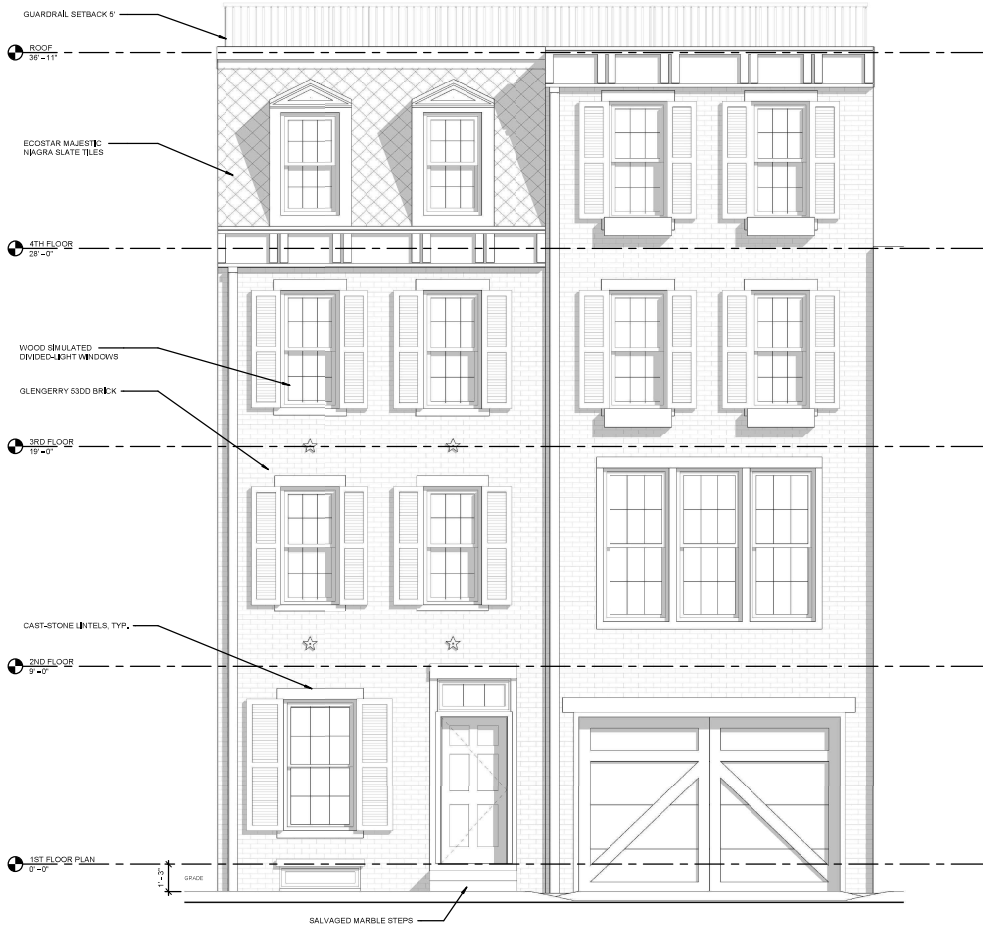 GUARDRAIL SETBACK 5'
ROOF
36'-11"
ECOSTAR MAJESTIC
NIAGRA SLATE TILES
4TH FLOOR
28'-0"
WOOD SIMULATED
DIVIDED-LIGHT WINDOWS
GLENGERRY 53DD BRICK
3RD FLOOR
19'-0"
CAST-STONE LINTELS, TYP.
2ND FLOOR
9'-0"
1ST FLOOR PLAN
0'-0"
1'-3"
GRADE
SALVAGED MARBLE STEPS